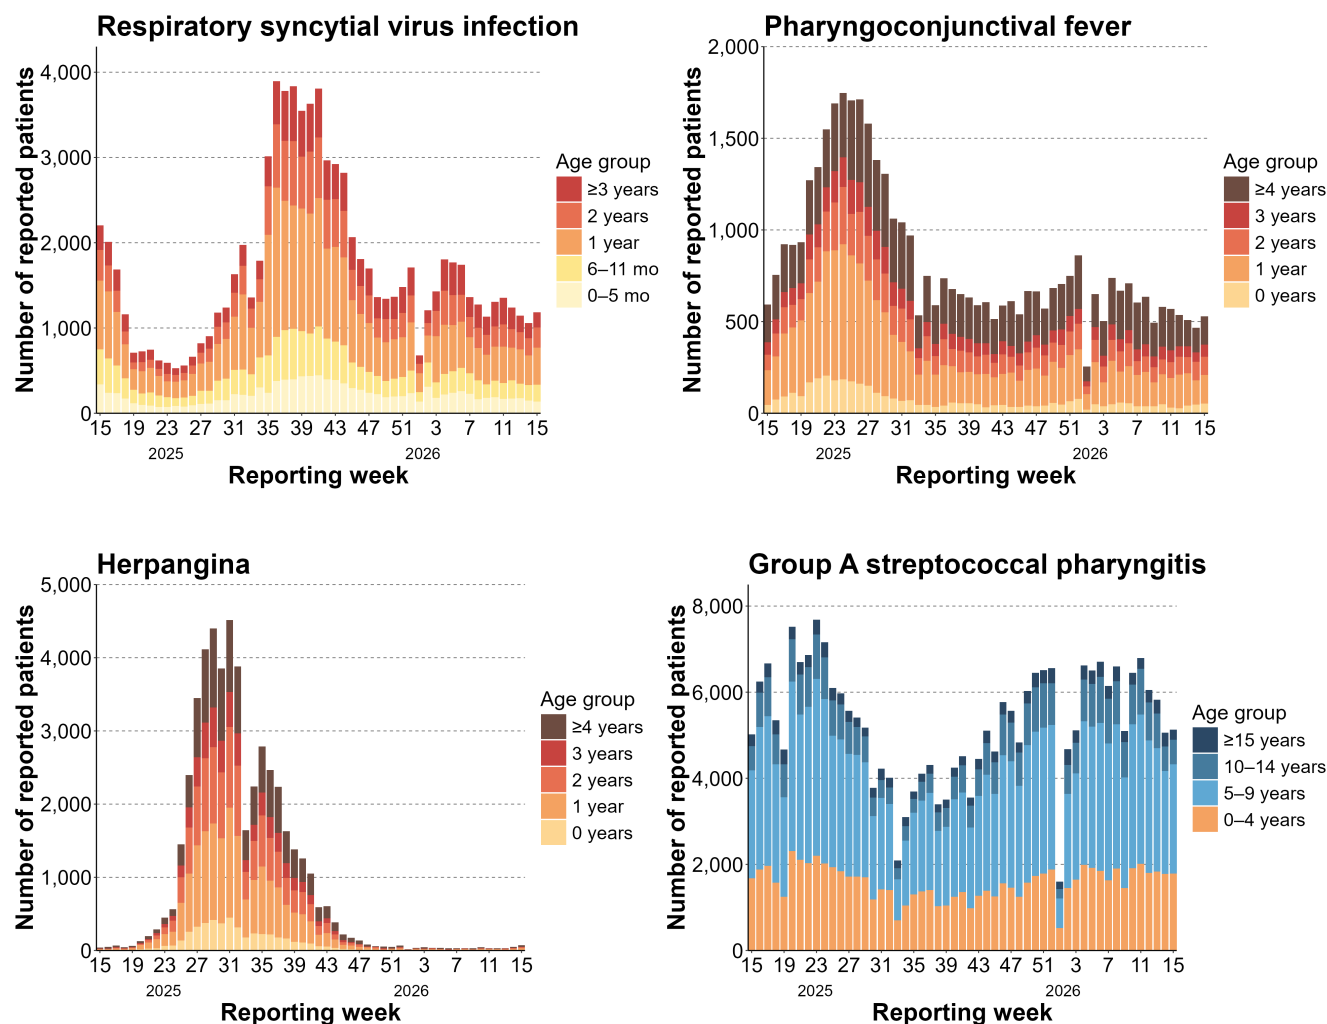 Respiratory syncytial virus infection
Number of reported patients
4,000
3,000
2,000
1,000
0
15 19 23 27 31 35 39 43 47 51 3 7 11 15
2025 2026
Reporting week
Age group
≥3 years
2 years
1 year
6–11 mo
0–5 mo
Pharyngoconjunctival fever
Number of reported patients
2,000
1,500
1,000
500
0
15 19 23 27 31 35 39 43 47 51 3 7 11 15
2025 2026
Reporting week
Age group
≥4 years
3 years
2 years
1 year
0 years
Herpangina
Number of reported patients
5,000
4,000
3,000
2,000
1,000
0
15 19 23 27 31 35 39 43 47 51 3 7 11 15
2025 2026
Reporting week
Age group
≥4 years
3 years
2 years
1 year
0 years
Group A streptococcal pharyngitis
Number of reported patients
8,000
6,000
4,000
2,000
0
15 19 23 27 31 35 39 43 47 51 3 7 11 15
2025 2026
Reporting week
Age group
≥15 years
10–14 years
5–9 years
0–4 years